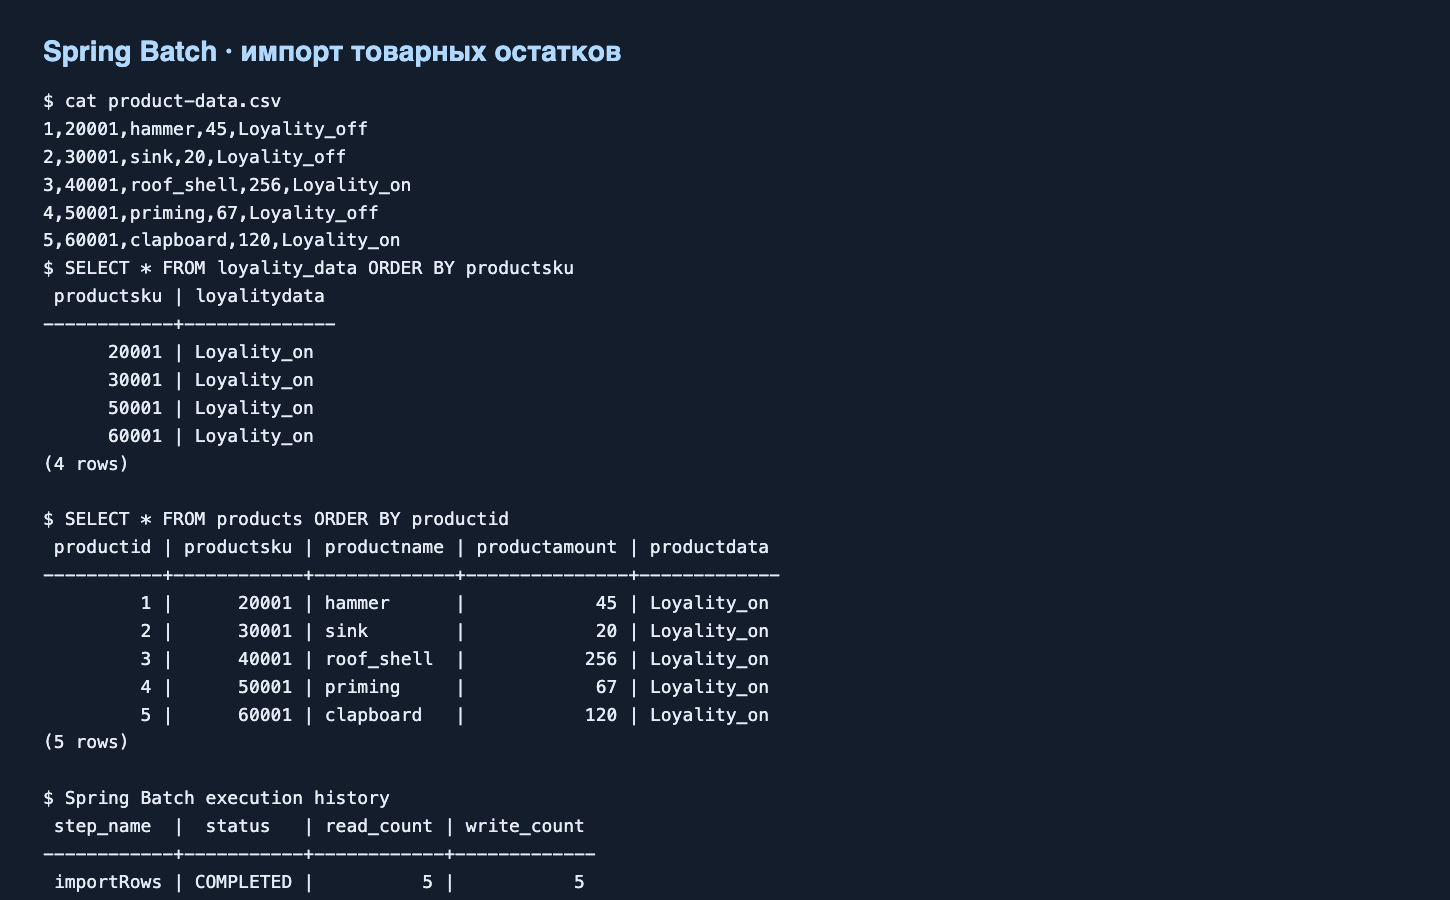 Spring Batch · импорт товарных остатков
$ cat product-data.csv
1,20001,hammer,45,Loyality_off
2,30001,sink,20,Loyality_off
3,40001,roof_shell,256,Loyality_on
4,50001,priming,67,Loyality_off
5,60001,clapboard,120,Loyality_on
$ SELECT * FROM loyality_data ORDER BY productsku
 productsku | loyalitydata
------------+--------------
      20001 | Loyality_on
      30001 | Loyality_on
      50001 | Loyality_on
      60001 | Loyality_on
(4 rows)

$ SELECT * FROM products ORDER BY productid
 productid | productsku | productname | productamount | productdata
-----------+------------+-------------+---------------+-------------
         1 |      20001 | hammer      |            45 | Loyality_on
         2 |      30001 | sink        |            20 | Loyality_on
         3 |      40001 | roof_shell  |           256 | Loyality_on
         4 |      50001 | priming     |            67 | Loyality_on
         5 |      60001 | clapboard   |           120 | Loyality_on
(5 rows)

$ Spring Batch execution history
 step_name  |  status   | read_count | write_count
------------+-----------+------------+-------------
 importRows | COMPLETED |          5 |           5